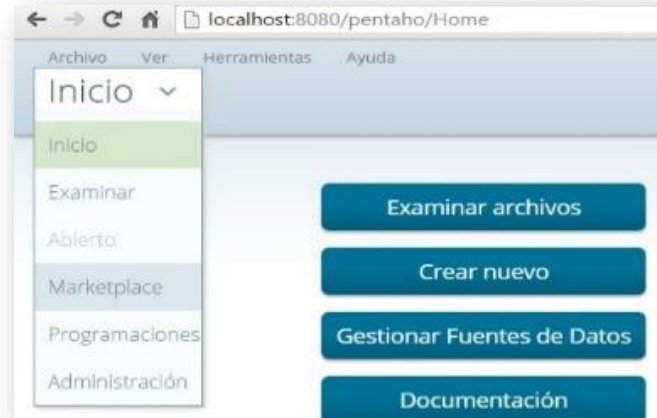 localhost:8080/pentaho/Home
Archivo Ver Herramientas Ayuda
Inicio
Inicio
Examinar
Abierto
Marketplace
Programaciones
Administración
Examinar archivos
Crear nuevo
Gestionar Fuentes de Datos
Documentación